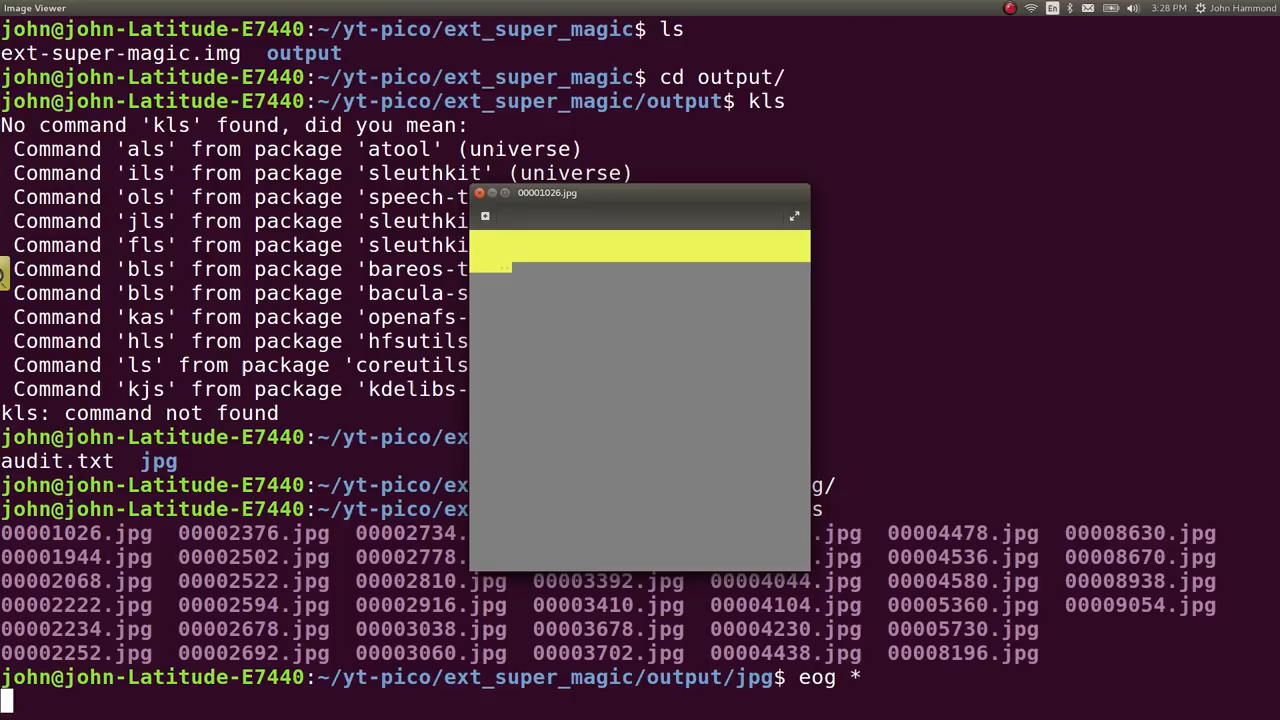 Image Viewer En 3:28 PM John Hammond
john@john-Latitude-E7440:~/yt-pico/ext_super_magic$ ls
ext-super-magic.img output
john@john-Latitude-E7440:~/yt-pico/ext_super_magic$ cd output/
john@john-Latitude-E7440:~/yt-pico/ext_super_magic/output$ kls
No command 'kls' found, did you mean:
Command 'als' from package 'atool' (universe)
Command 'ils' from package 'sleuthkit' (universe)
Command 'ols' from package 'speech-t
Command 'jls' from package 'sleuthki
Command 'fls' from package 'sleuthki
Command 'bls' from package 'bareos-t
Command 'bls' from package 'bacula-s
Command 'kas' from package 'openafs-
Command 'hls' from package 'hfsutils
Command 'ls' from package 'coreutils
Command 'kjs' from package 'kdelibs-
kls: command not found
00001026.jpg
john@john-Latitude-E7440:~/yt-pico/ex
audit.txt jpg
john@john-Latitude-E7440:~/yt-pico/ex g/
john@john-Latitude-E7440:~/yt-pico/ex s
00001026.jpg 00002376.jpg 00002734. .jpg 00004478.jpg 00008630.jpg
00001944.jpg 00002502.jpg 00002778. .jpg 00004536.jpg 00008670.jpg
00002068.jpg 00002522.jpg 00002810.jpg 00003392.jpg 00004044.jpg 00004580.jpg 00008938.jpg
00002222.jpg 00002594.jpg 00002916.jpg 00003410.jpg 00004104.jpg 00005360.jpg 00009054.jpg
00002234.jpg 00002678.jpg 00003038.jpg 00003678.jpg 00004230.jpg 00005730.jpg
00002252.jpg 00002692.jpg 00003060.jpg 00003702.jpg 00004438.jpg 00008196.jpg
john@john-Latitude-E7440:~/yt-pico/ext_super_magic/output/jpg$ eog *